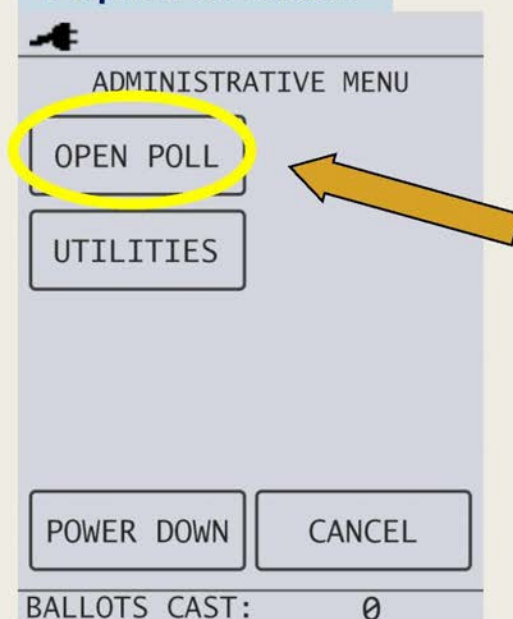 ADMINISTRATIVE MENU
OPEN POLL
UTILITIES
POWER DOWN CANCEL
BALLOTS CAST: 0